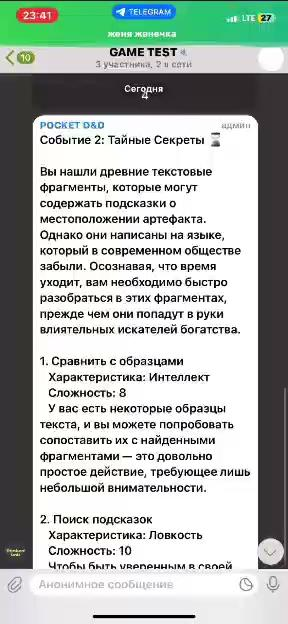 23:41
TELEGRAM
LTE 27
женя жвнечка
10
GAME TEST
3 участника, 2 в сети
Сегодня
4
POCKET D&D
админ
Событие 2: Тайные Секреты ⏳
Вы нашли древние текстовые
фрагменты, которые могут
содержать подсказки о
местоположении артефакта.
Однако они написаны на языке,
который в современном обществе
забыли. Осознавая, что время
уходит, вам необходимо быстро
разобраться в этих фрагментах,
прежде чем они попадут в руки
влиятельных искателей богатства.
1. Сравнить с образцами
Характеристика: Интеллект
Сложность: 8
У вас есть некоторые образцы
текста, и вы можете попробовать
сопоставить их с найденными
фрагментами — это довольно
простое действие, требующее лишь
небольшой внимательности.
2. Поиск подсказок
Характеристика: Ловкость
Сложность: 10
Чтобы быть уверенным в своей
Анонимное сообщение